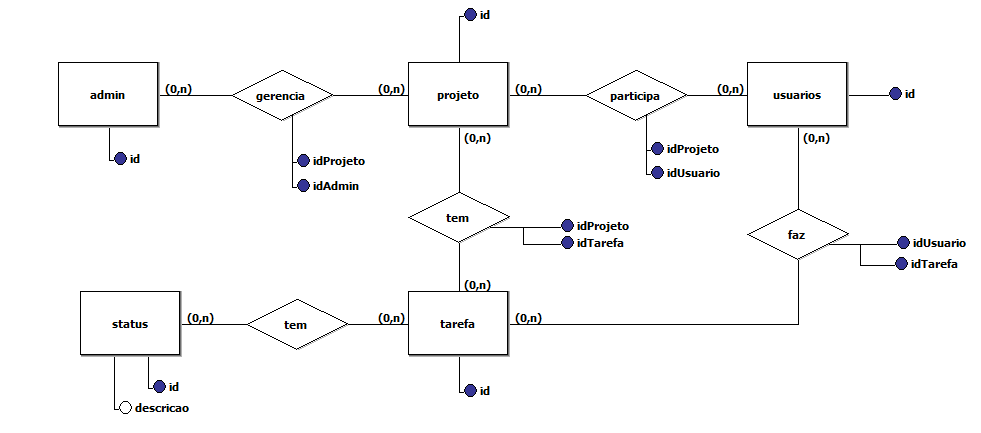 id
admin
(0,n)
gerencia
(0,n)
projeto
(0,n)
participa
(0,n)
usuarios
id
id
idProjeto
idAdmin
(0,n)
idProjeto
idUsuario
(0,n)
tem
idProjeto
idTarefa
faz
idUsuario
idTarefa
(0,n)
status
(0,n)
tem
(0,n)
tarefa
(0,n)
id
descricao
id